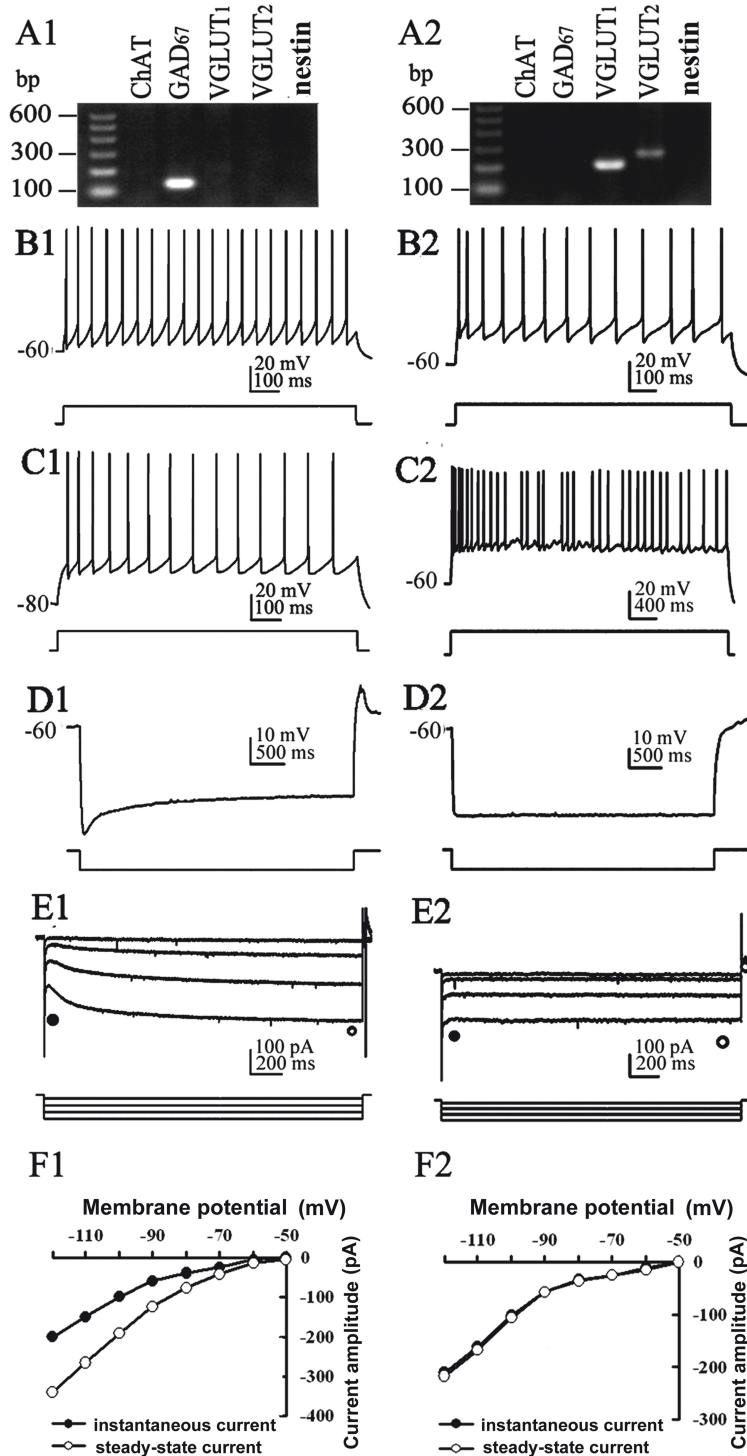 A1
bp
ChAT
GAD67
VGLUT1
VGLUT2
nestin
600
300
100
A2
bp
ChAT
GAD67
VGLUT1
VGLUT2
nestin
600
300
100
B1
-60
20 mV
100 ms
B2
-60
20 mV
100 ms
C1
-80
20 mV
100 ms
C2
-60
20 mV
400 ms
D1
-60
10 mV
500 ms
D2
-60
10 mV
500 ms
E1
100 pA
200 ms
E2
100 pA
200 ms
F1
Membrane potential (mV)
-110 -90 -70 -50
0
-100
-200
-300
-400
Current amplitude (pA)
instantaneous current
steady-state current
F2
Membrane potential (mV)
-110 -90 -70 -50
0
-100
-200
-300
Current amplitude (pA)
instantaneous current
steady-state current